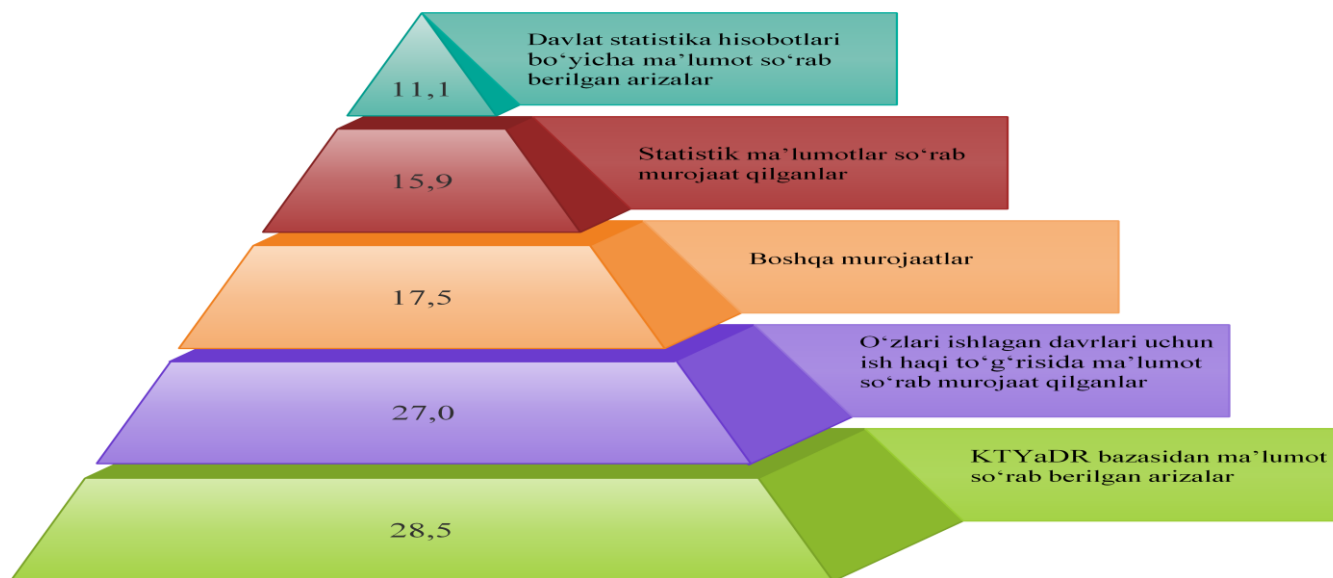 Davlat statistika hisobotlari
bo‘yicha ma’lumot so‘rab
berilgan arizalar
11,1
Statistik ma’lumotlar so‘rab
murojaat qilganlar
15,9
Boshqa murojaatlar
17,5
O‘zlari ishlagan davrlari uchun
ish haqi to‘g‘risida ma’lumot
so‘rab murojaat qilganlar
27,0
KTYaDR bazasidan ma’lumot
so‘rab berilgan arizalar
28,5